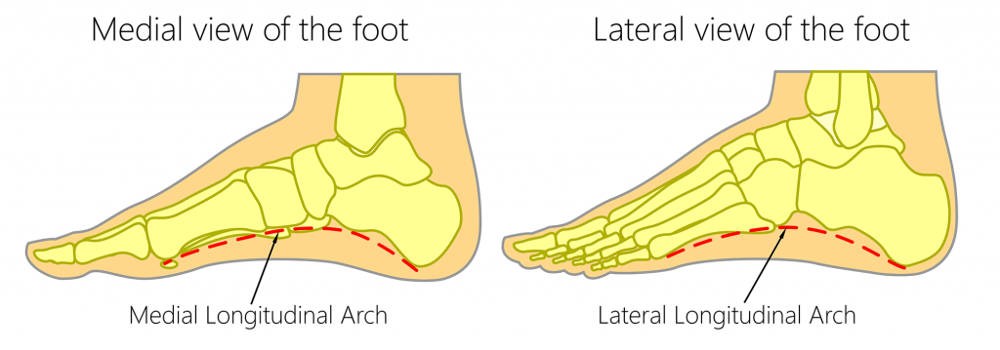 Medial view of the foot
Lateral view of the foot
Medial Longitudinal Arch
Lateral Longitudinal Arch